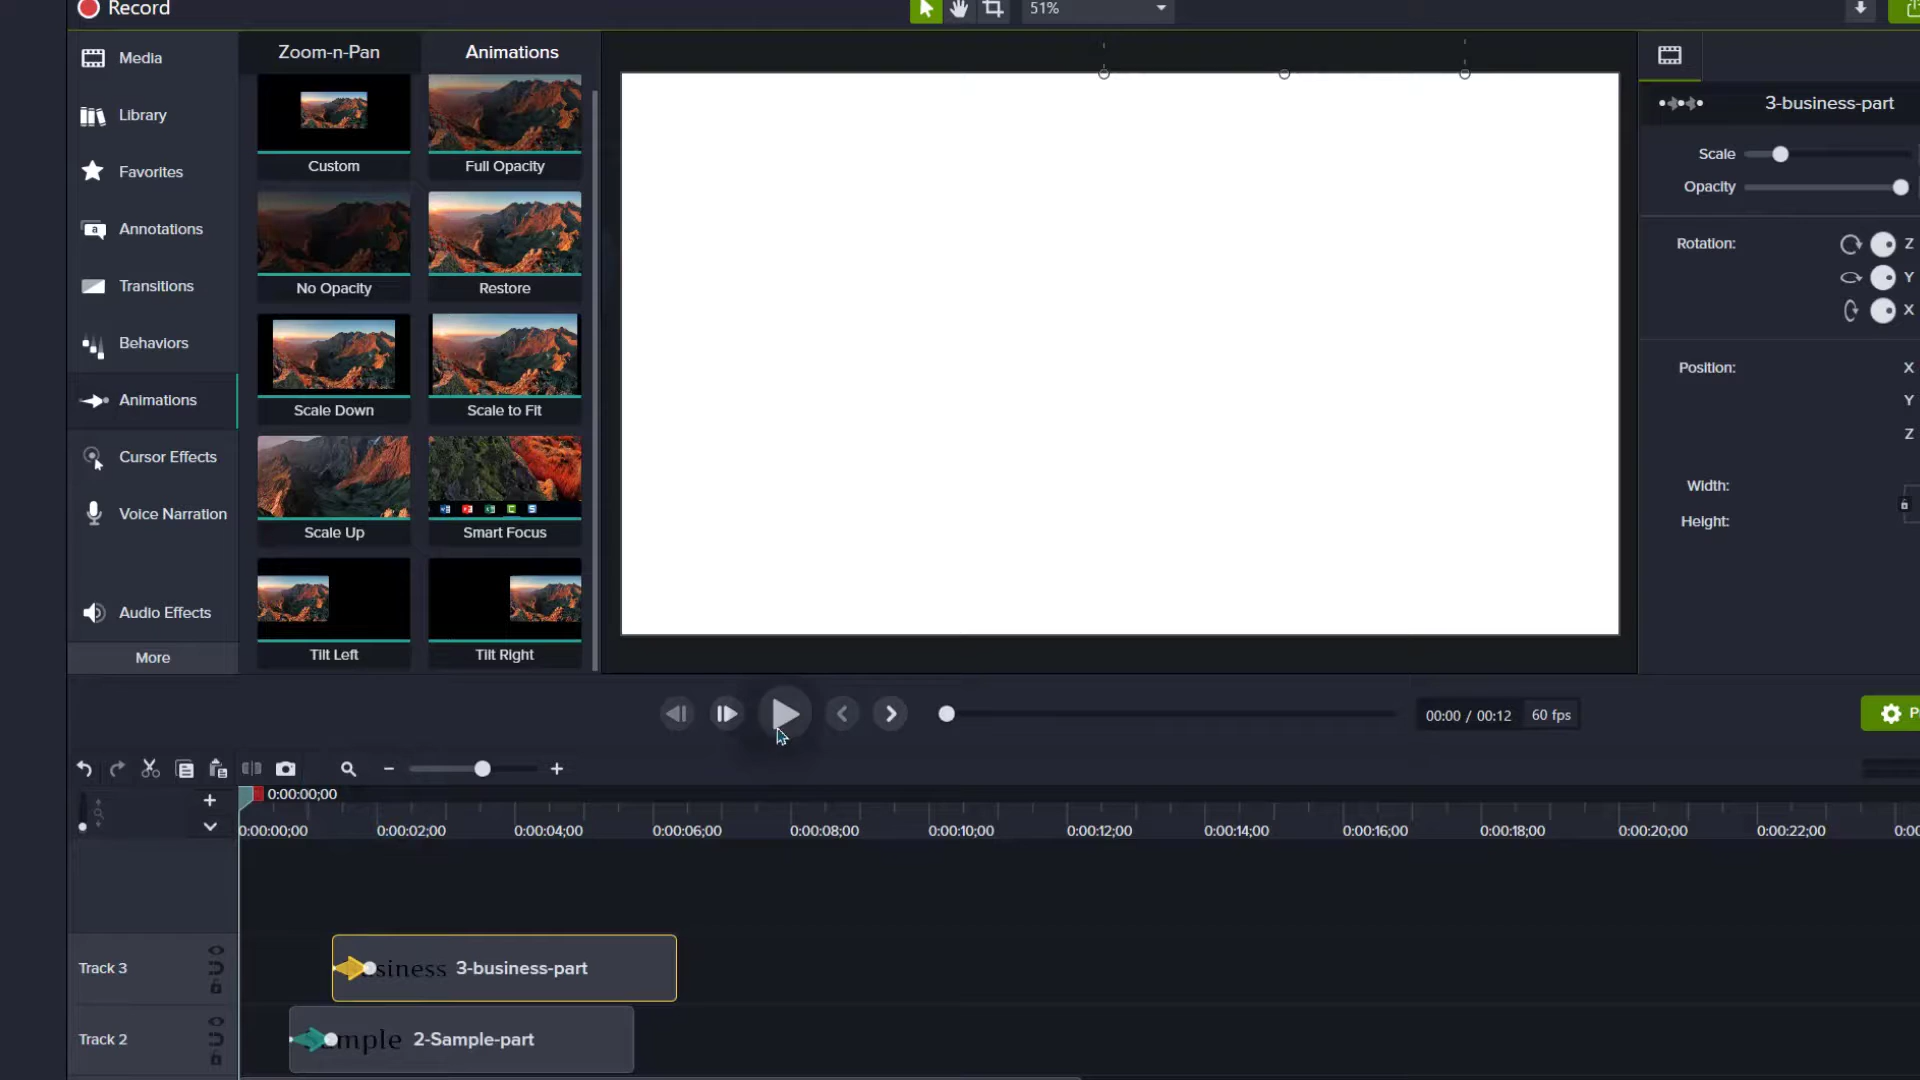 Record
51%
Media
Library
Favorites
Annotations
Transitions
Behaviors
Animations
Cursor Effects
Voice Narration
Audio Effects
More
Zoom-n-Pan
Animations
Custom
Full Opacity
No Opacity
Restore
Scale Down
Scale to Fit
Scale Up
Smart Focus
Tilt Left
Tilt Right
3-business-part
Scale
Opacity
Rotation:
Z
Y
X
Position:
X
Y
Z
Width:
Height:
00:00 / 00:12
60 fps
0:00:00;00
0:00:00;00
0:00:02;00
0:00:04;00
0:00:06;00
0:00:08;00
0:00:10;00
0:00:12;00
0:00:14;00
0:00:16;00
0:00:18;00
0:00:20;00
0:00:22;00
0:00
Track 3
siness 3-business-part
Track 2
mple 2-Sample-part